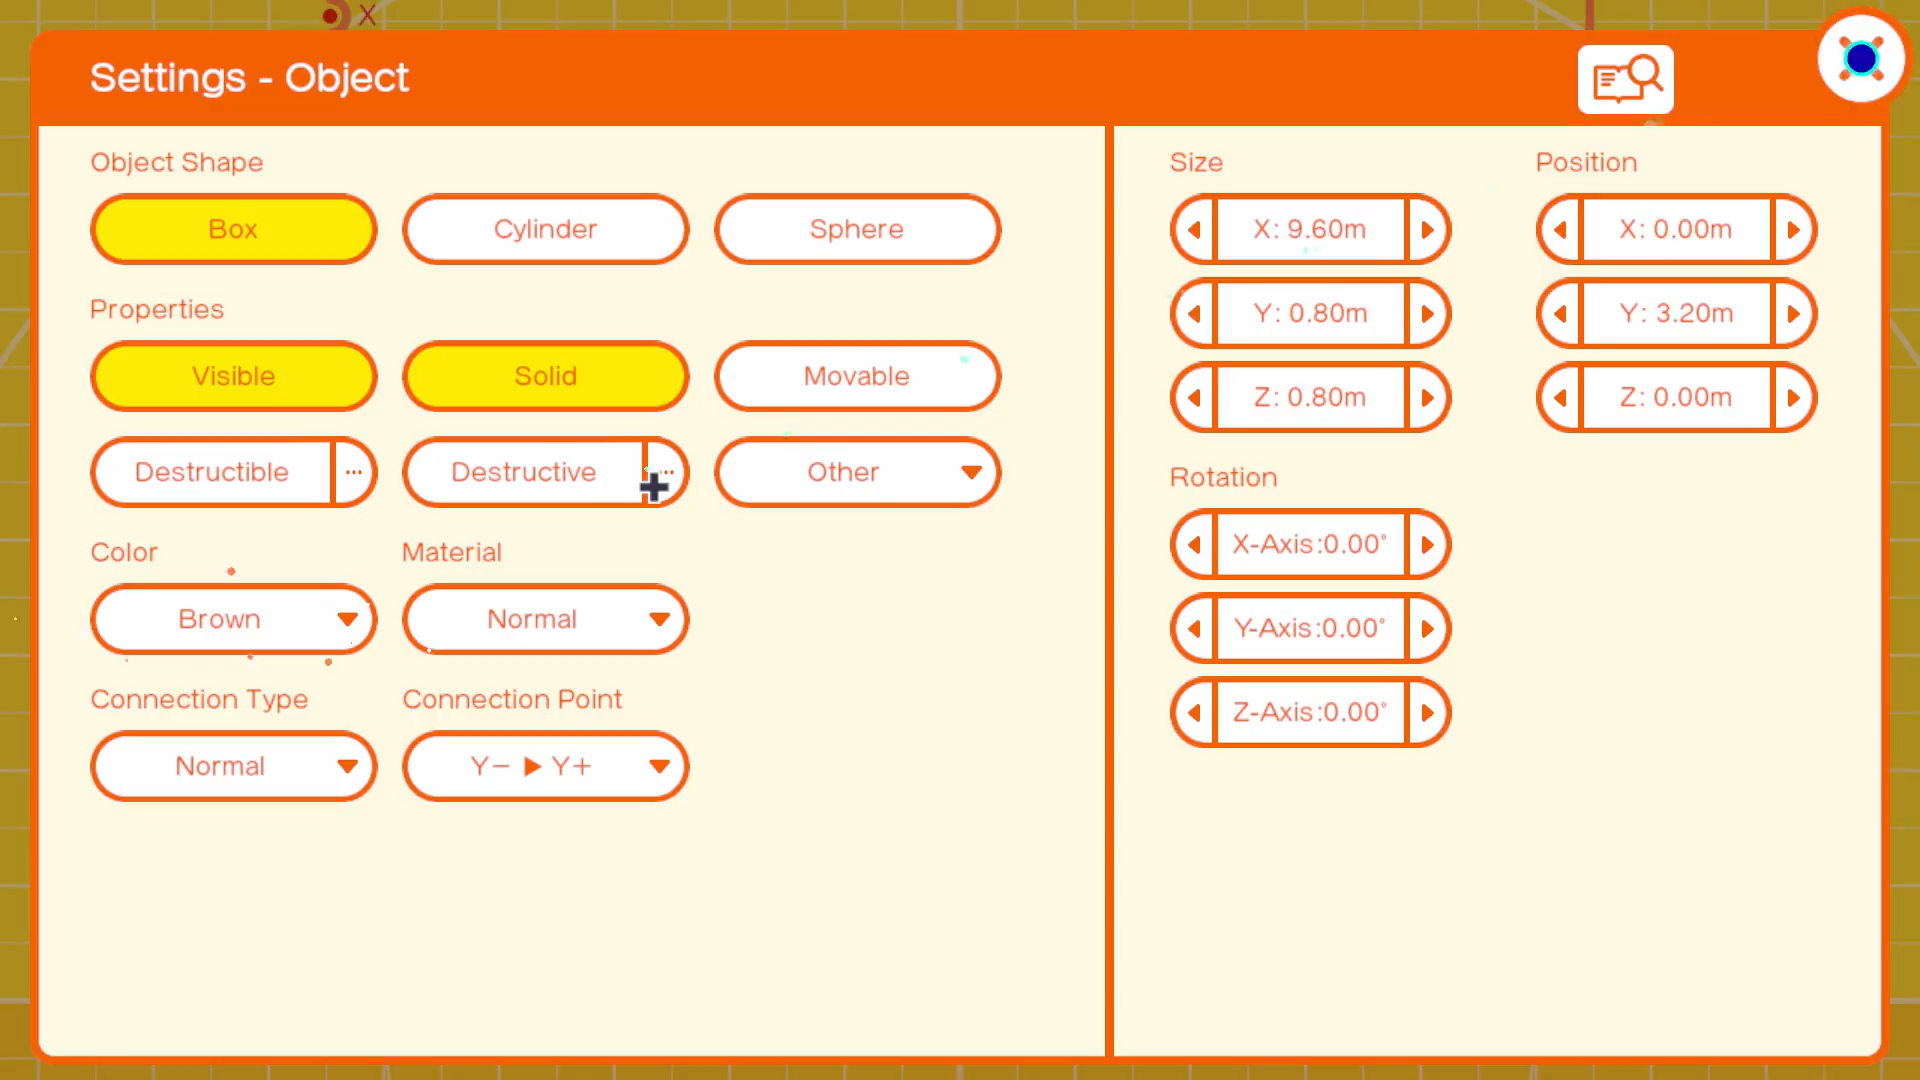 X
Settings - Object
Object Shape
Box
Cylinder
Sphere
Properties
Visible
Solid
Movable
Destructible ...
Destructive ...
Other
Color
Material
Brown
Normal
Connection Type
Connection Point
Normal
Y− ▶ Y+
Size
X: 9.60m
Y: 0.80m
Z: 0.80m
Position
X: 0.00m
Y: 3.20m
Z: 0.00m
Rotation
X-Axis:0.00°
Y-Axis:0.00°
Z-Axis:0.00°